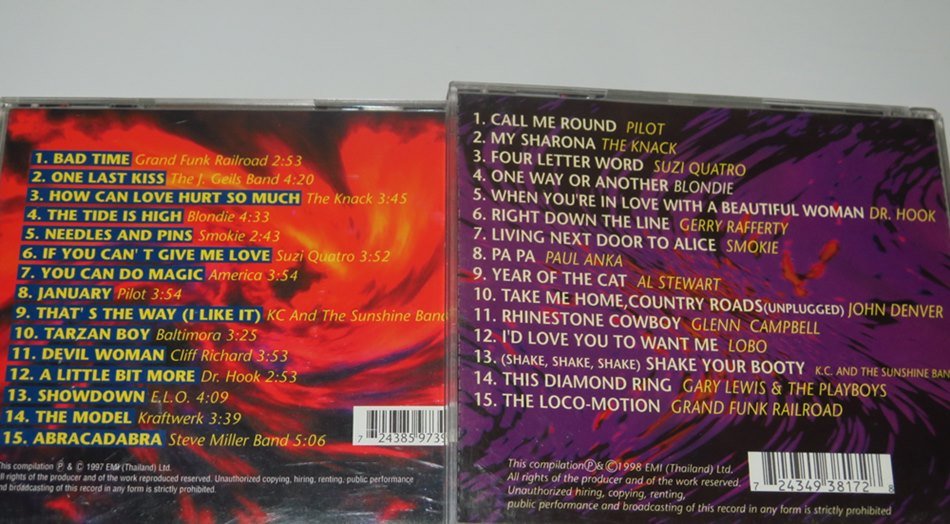 1. BAD TIME Grand Funk Railroad 2:53
2. ONE LAST KISS The J. Geils Band 4:20
3. HOW CAN LOVE HURT SO MUCH The Knack 3:45
4. THE TIDE IS HIGH Blondie 4:33
5. NEEDLES AND PINS Smokie 2:43
6. IF YOU CAN' T GIVE ME LOVE Suzi Quatro 3:52
7. YOU CAN DO MAGIC America 3:54
8. JANUARY Pilot 3:54
9. THAT' S THE WAY (I LIKE IT) KC And The Sunshine Band
10. TARZAN BOY Baltimora 3:25
11. DEVIL WOMAN Cliff Richard 3:53
12. A LITTLE BIT MORE Dr. Hook 2:53
13. SHOWDOWN E.L.O. 4:09
14. THE MODEL Kraftwerk 3:39
15. ABRACADABRA Steve Miller Band 5:06
7 24385 9739
This compilation ℗ & © 1997 EMI (Thailand) Ltd.
All rights of the producer and of the work reproduced reserved. Unauthorized copying, hiring, renting, public performance
and broadcasting of this record in any form is strictly prohibited.
1. CALL ME ROUND PILOT
2. MY SHARONA THE KNACK
3. FOUR LETTER WORD SUZI QUATRO
4. ONE WAY OR ANOTHER BLONDIE
5. WHEN YOU'RE IN LOVE WITH A BEAUTIFUL WOMAN DR. HOOK
6. RIGHT DOWN THE LINE GERRY RAFFERTY
7. LIVING NEXT DOOR TO ALICE SMOKIE
8. PA PA PAUL ANKA
9. YEAR OF THE CAT AL STEWART
10. TAKE ME HOME,COUNTRY ROADS(UNPLUGGED) JOHN DENVER
11. RHINESTONE COWBOY GLENN CAMPBELL
12. I'D LOVE YOU TO WANT ME LOBO
13. (SHAKE, SHAKE, SHAKE) SHAKE YOUR BOOTY K.C. AND THE SUNSHINE BAN
14. THIS DIAMOND RING GARY LEWIS & THE PLAYBOYS
15. THE LOCO-MOTION GRAND FUNK RAILROAD
This compilation℗&©1998 EMI (Thailand) Ltd.
All rights of the producer and of the work reserved.
Unauthorized hiring, copying, renting,
public performance and broadcasting of this record in any form is strictly prohibited
7 24349 38172 8